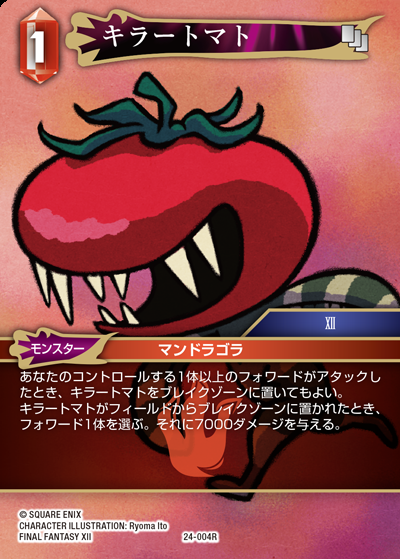 1
キラートマト
XII
モンスター
マンドラゴラ
あなたのコントロールする1体以上のフォワードがアタックし
たとき、キラートマトをブレイクゾーンに置いてもよい。
キラートマトがフィールドからブレイクゾーンに置かれたとき、
フォワード1体を選ぶ。それに7000ダメージを与える。
© SQUARE ENIX
CHARACTER ILLUSTRATION: Ryoma Ito
FINAL FANTASY XII
24-004R